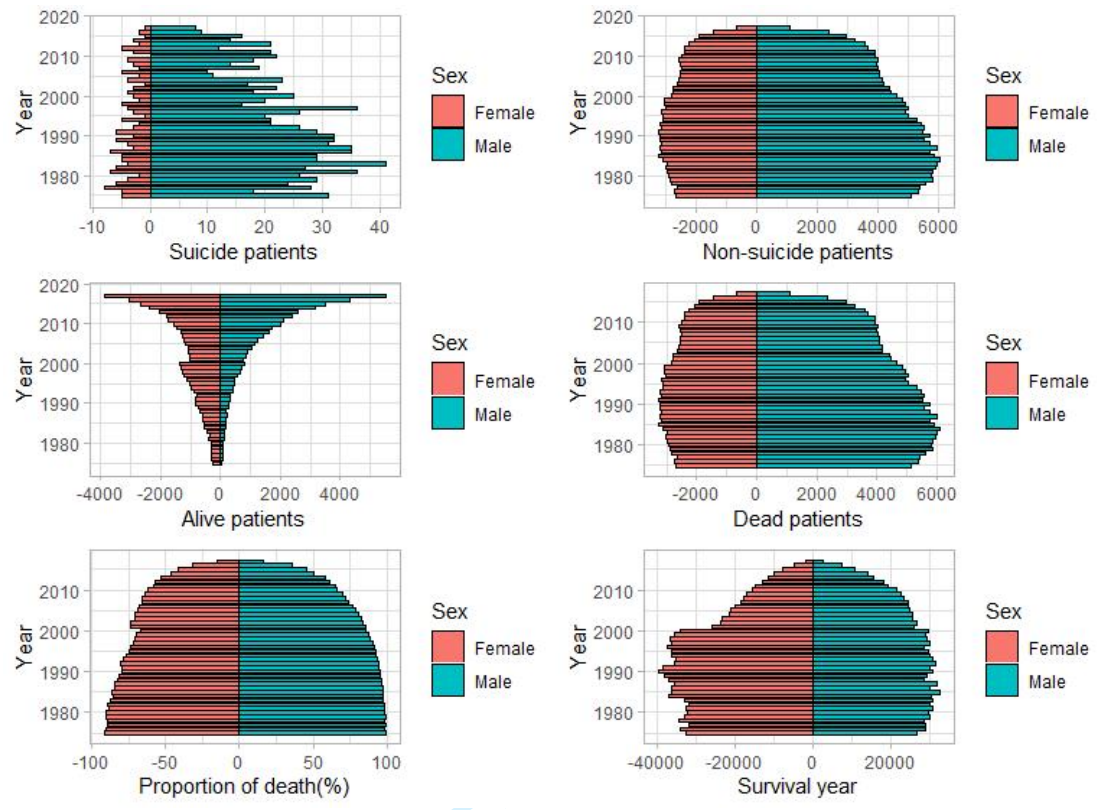 2020
2010
2000
1990
1980
Year
-10 0 10 20 30 40
Suicide patients
Sex
Female
Male
2020
2010
2000
1990
1980
Year
-2000 0 2000 4000 6000
Non-suicide patients
Sex
Female
Male
2020
2010
2000
1990
1980
Year
-4000 -2000 0 2000 4000
Alive patients
Sex
Female
Male
2010
2000
1990
1980
Year
-2000 0 2000 4000 6000
Dead patients
Sex
Female
Male
2010
2000
1990
1980
Year
-100 -50 0 50 100
Proportion of death(%)
Sex
Female
Male
2010
2000
1990
1980
Year
-40000 -20000 0 20000
Survival year
Sex
Female
Male